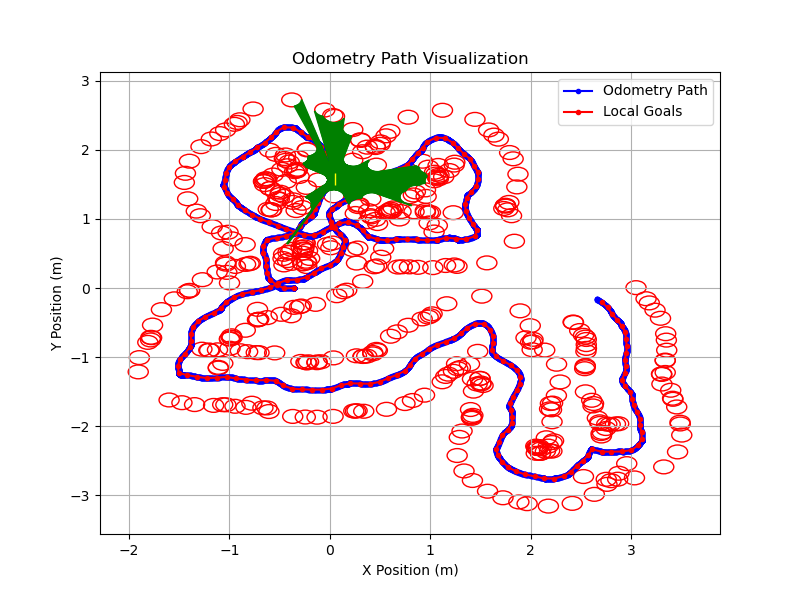 Odometry Path Visualization
Odometry Path
Local Goals
3
2
1
0
−1
−2
−3
Y Position (m)
−2
−1
0
1
2
3
X Position (m)